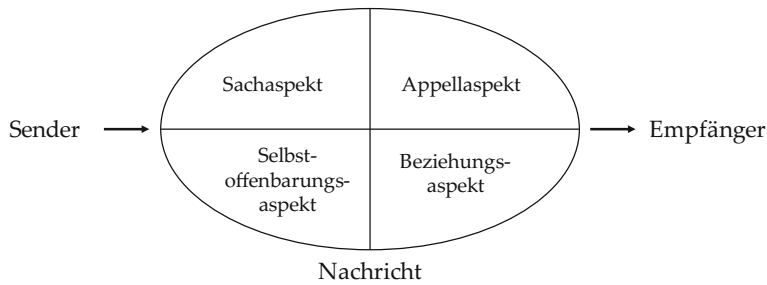 Sachaspekt
Appellaspekt
Sender
Empfänger
Selbst-
offenbarungs-
aspekt
Beziehungs-
aspekt
Nachricht